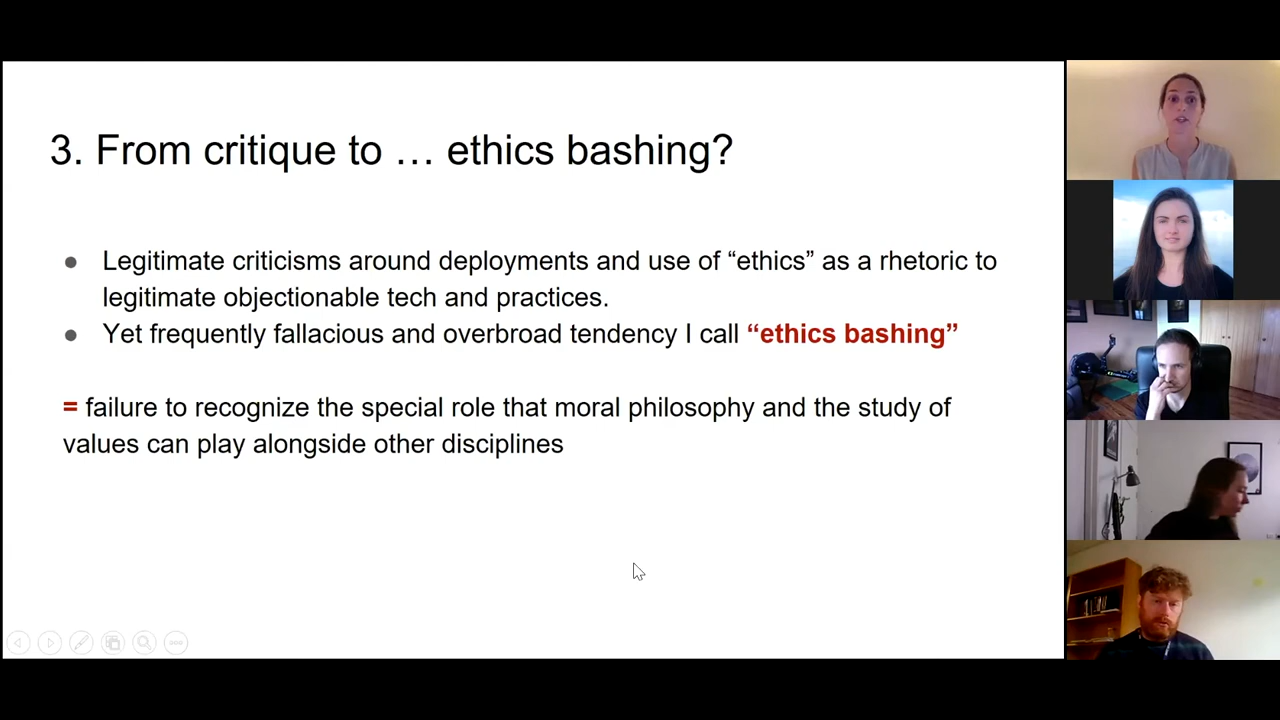 3. From critique to … ethics bashing?
● Legitimate criticisms around deployments and use of “ethics” as a rhetoric to
legitimate objectionable tech and practices.
● Yet frequently fallacious and overbroad tendency I call “ethics bashing”
= failure to recognize the special role that moral philosophy and the study of
values can play alongside other disciplines